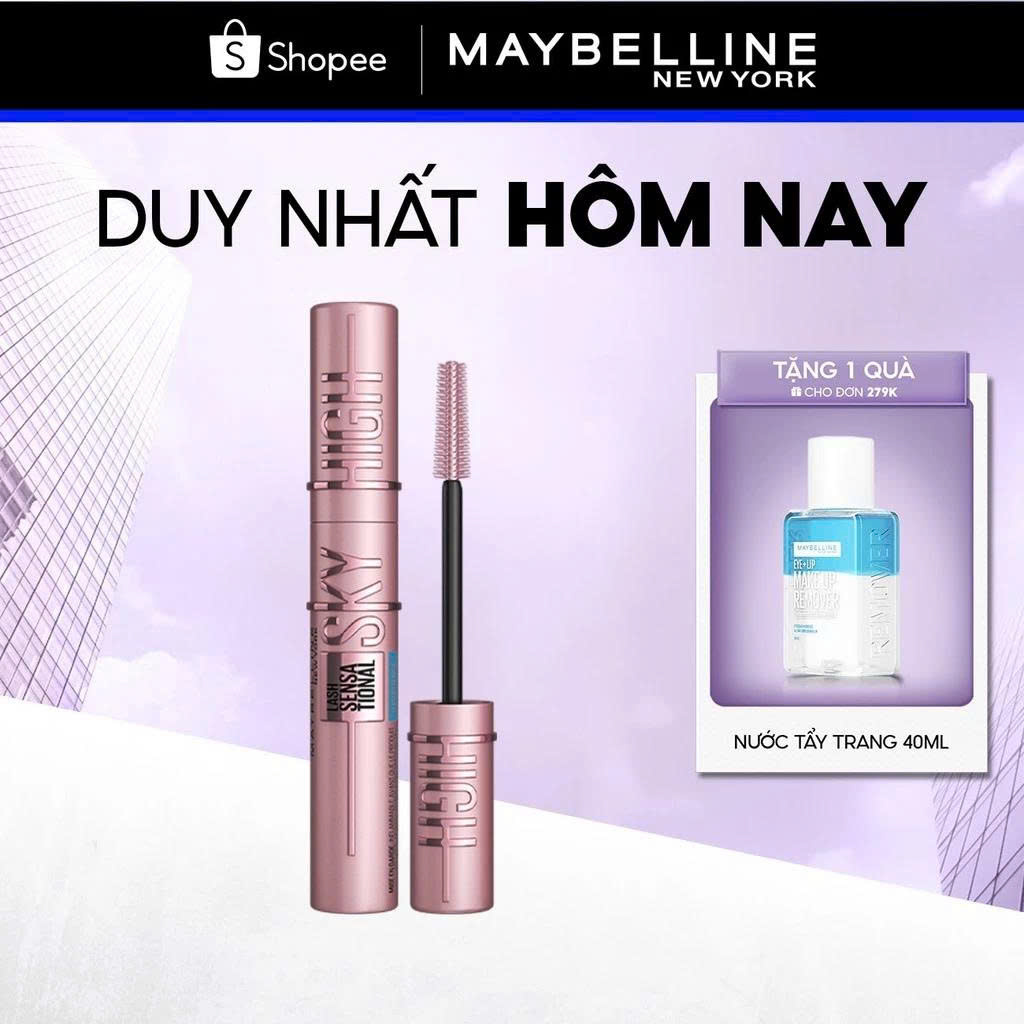 Shopee
MAYBELLINE
NEW YORK
DUY NHẤT HÔM NAY
HIGH
SKY
LASH
SENSA
TIONAL
HIGH
TẶNG 1 QUÀ
CHO ĐƠN 279K
MAYBELLINE
EYE+LIP
MAKE UP
REMOVER
REMOVER
NƯỚC TẨY TRANG 40ML